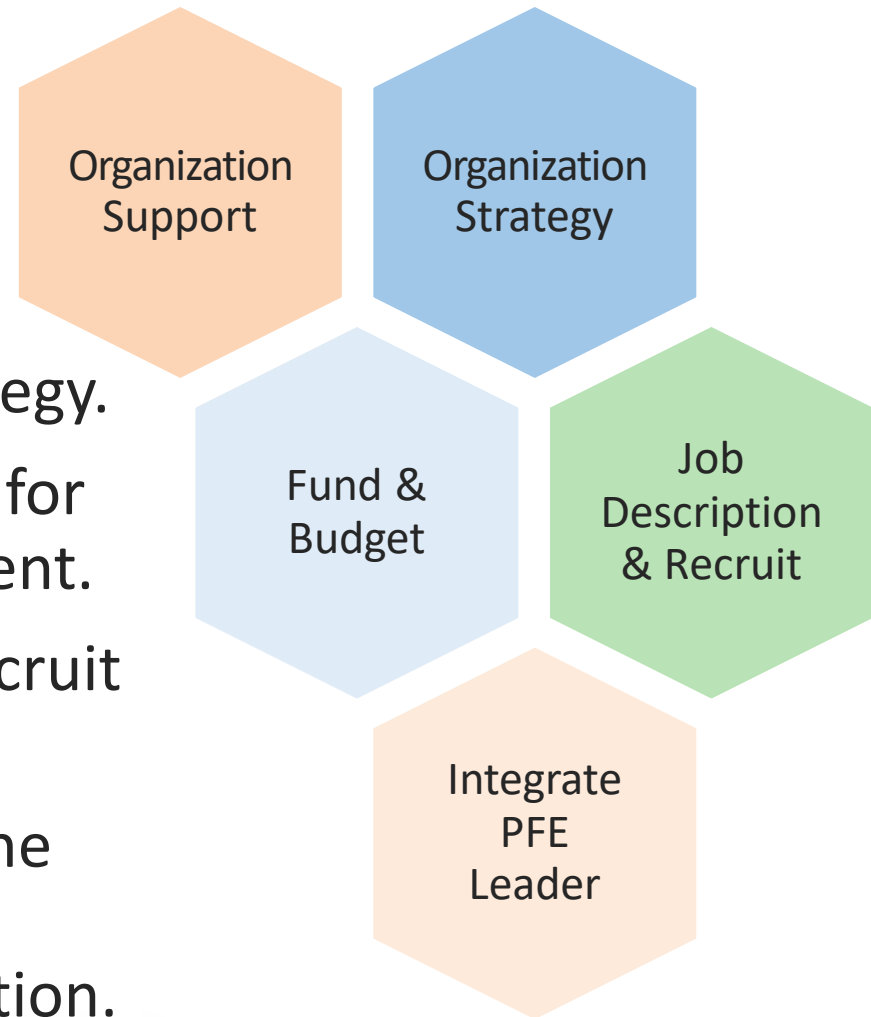 Organization
Support
Organization
Strategy
egy.
for
ent.
cruit
ne
tion.
Fund &
Budget
Job
Description
& Recruit
Integrate
PFE
Leader